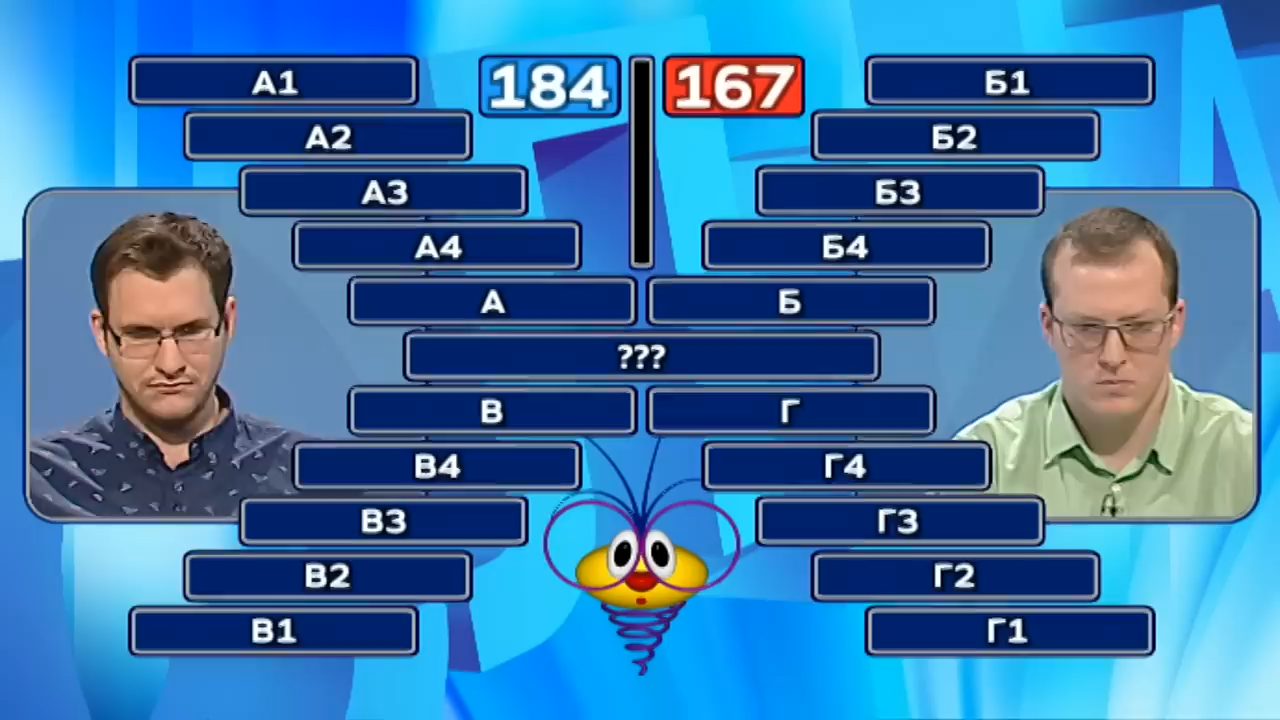 А1 184 167 Б1
А2 Б2
А3 Б3
А4 Б4
А Б
???
В Г
В4 Г4
В3 Г3
В2 Г2
В1 Г1